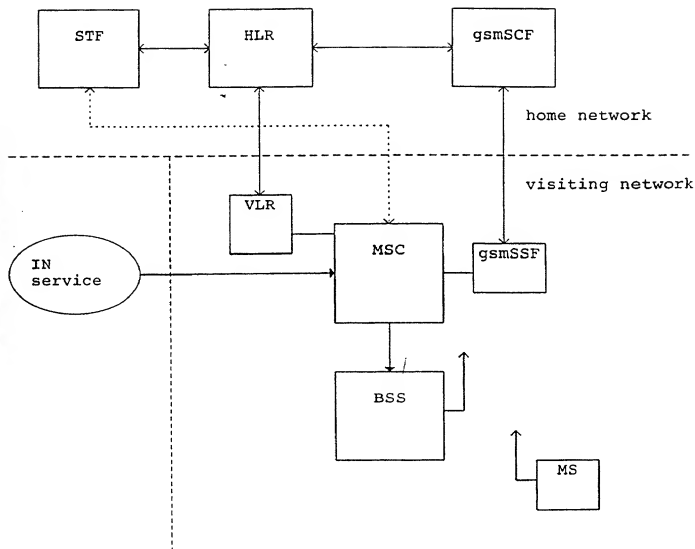 STF
HLR
gsmSCF
home network
visiting network
VLR
MSC
gsmSSF
IN
service
BSS
MS